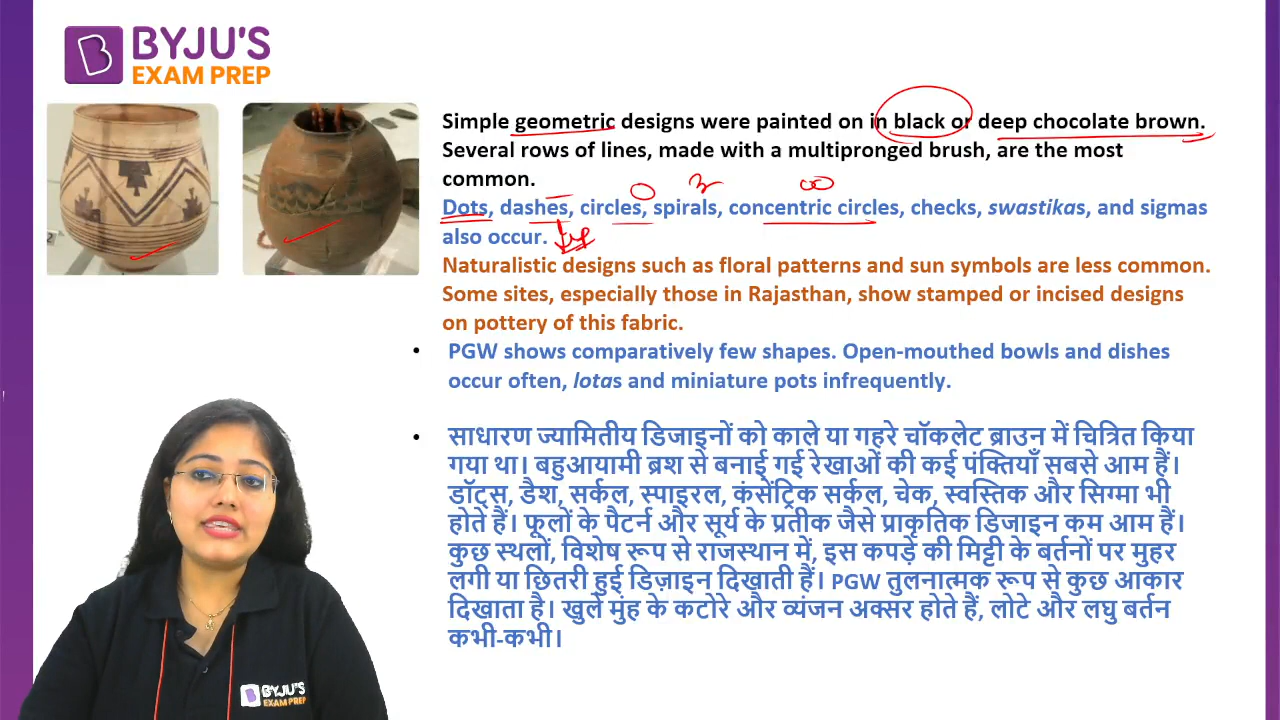 BYJU'S
EXAM PREP
Simple geometric designs were painted on in black or deep chocolate brown.
Several rows of lines, made with a multipronged brush, are the most
common.
Dots, dashes, circles, spirals, concentric circles, checks, swastikas, and sigmas
also occur.
Naturalistic designs such as floral patterns and sun symbols are less common.
Some sites, especially those in Rajasthan, show stamped or incised designs
on pottery of this fabric.
• PGW shows comparatively few shapes. Open-mouthed bowls and dishes
occur often, lotas and miniature pots infrequently.
• साधारण ज्यामितीय डिजाइनों को काले या गहरे चॉकलेट ब्राउन में चित्रित किया
गया था। बहुआयामी ब्रश से बनाई गई रेखाओं की कई पंक्तियाँ सबसे आम हैं।
डॉट्स, डैश, सर्कल, स्पाइरल, कंसेंट्रिक सर्कल, चेक, स्वस्तिक और सिग्मा भी
होते हैं। फूलों के पैटर्न और सूर्य के प्रतीक जैसे प्राकृतिक डिजाइन कम आम हैं।
कुछ स्थलों, विशेष रूप से राजस्थान में, इस कपड़े की मिट्टी के बर्तनों पर मुहर
लगी या छितरी हुई डिज़ाइन दिखाती हैं। PGW तुलनात्मक रूप से कुछ आकार
दिखाता है। खुले मुंह के कटोरे और व्यंजन अक्सर होते हैं, लोटे और लघु बर्तन
कभी-कभी।
BYJU'S
EXAM PREP